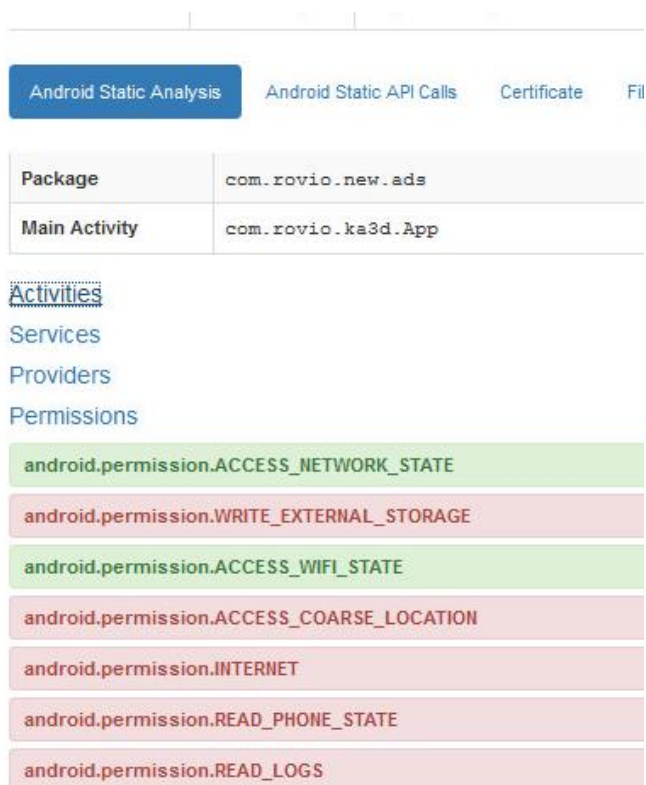 Android Static Analysis Android Static API Calls Certificate Fil
Package com.rovio.new.ads
Main Activity com.rovio.ka3d.App
Activities
Services
Providers
Permissions
android.permission.ACCESS_NETWORK_STATE
android.permission.WRITE_EXTERNAL_STORAGE
android.permission.ACCESS_WIFI_STATE
android.permission.ACCESS_COARSE_LOCATION
android.permission.INTERNET
android.permission.READ_PHONE_STATE
android.permission.READ_LOGS